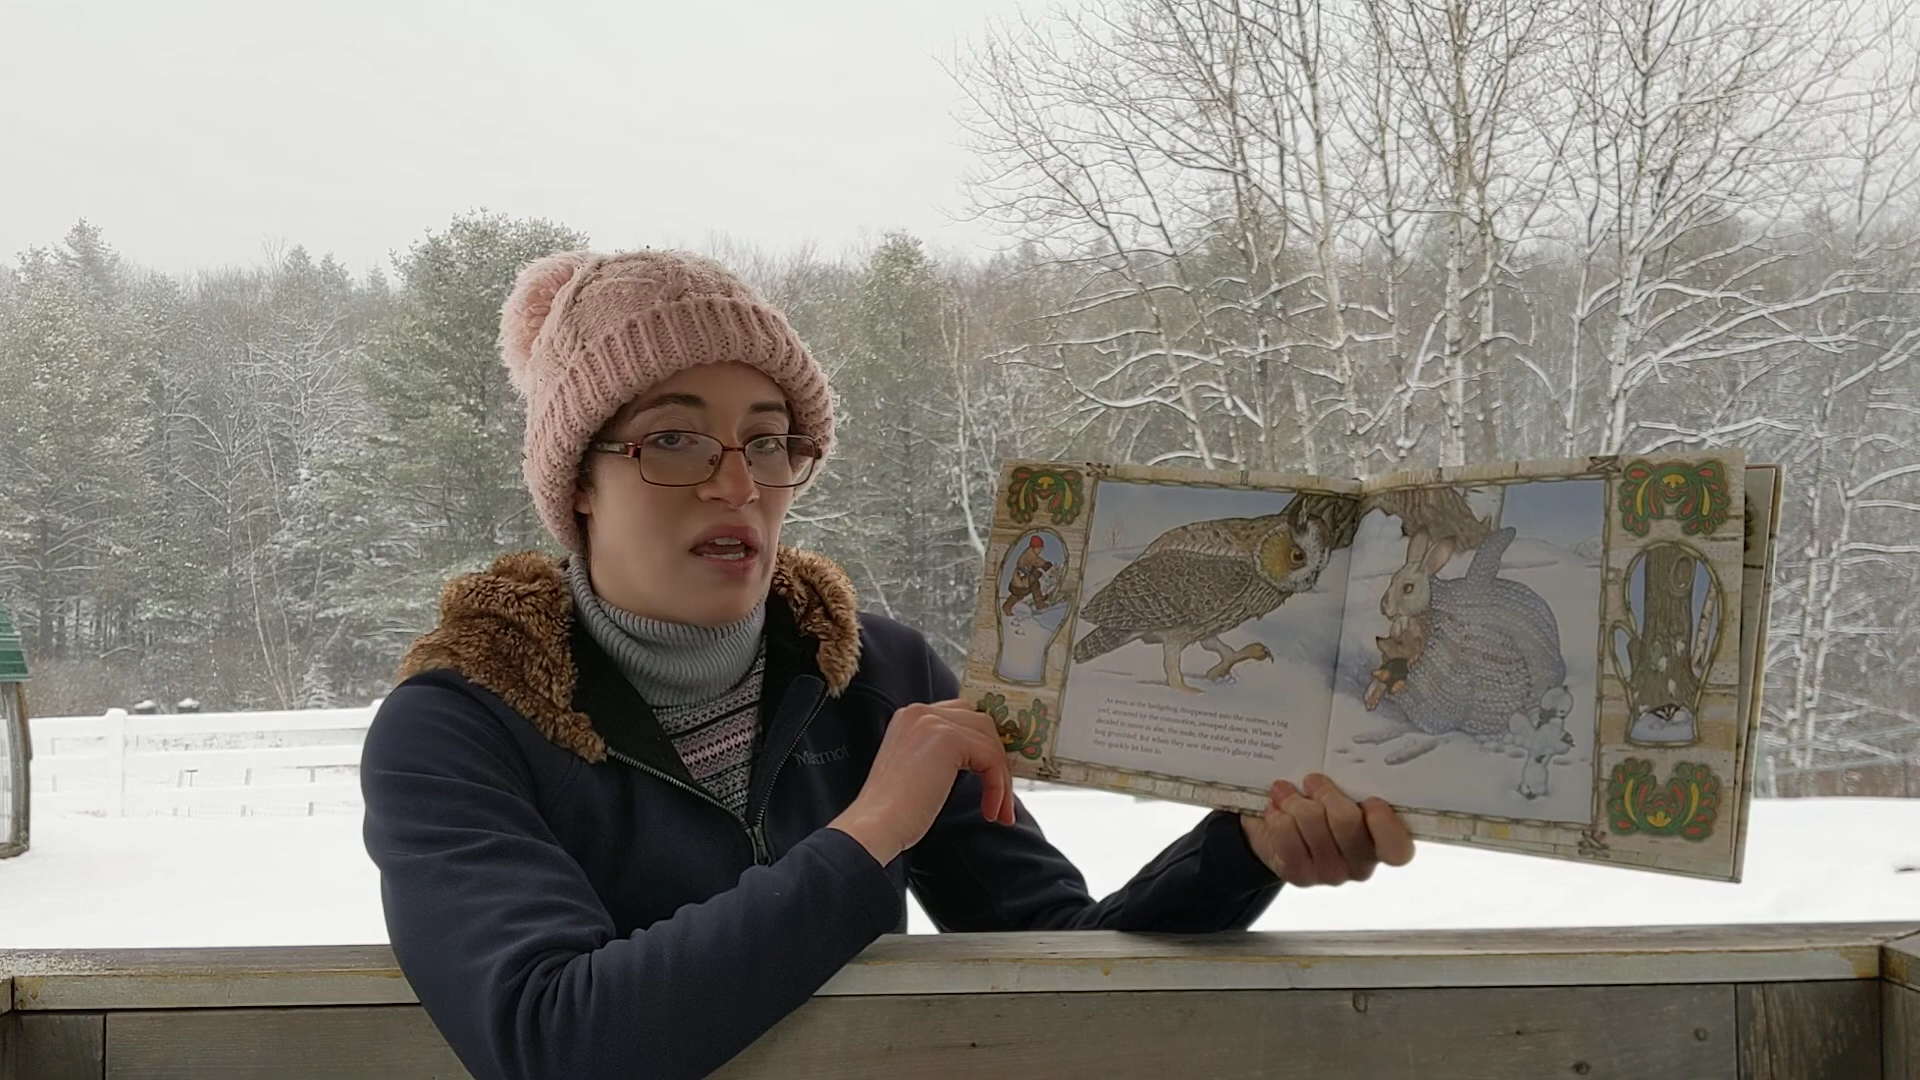 Marmot
As soon as the hedgehog disappeared into the mitten, a big
owl, attracted by the commotion, swooped down. When he
decided to move in also, the mole, the rabbit, and the hedge-
hog grumbled. But when they saw the owl's glinty talons,
they quickly let him in.